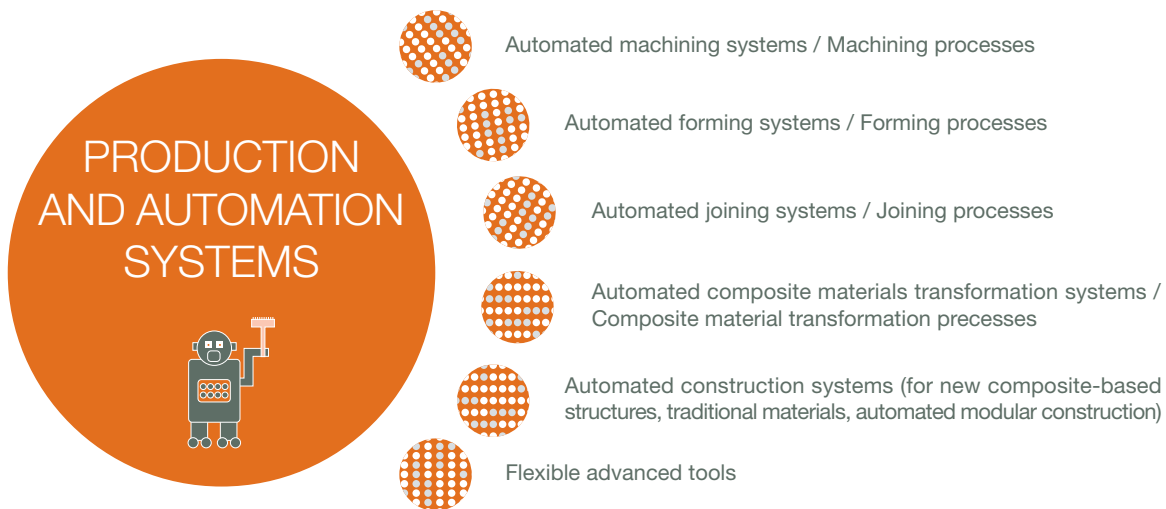 PRODUCTION
AND AUTOMATION
SYSTEMS
Automated machining systems / Machining processes
Automated forming systems / Forming processes
Automated joining systems / Joining processes
Automated composite materials transformation systems /
Composite material transformation precesses
Automated construction systems (for new composite-based
structures, traditional materials, automated modular construction)
Flexible advanced tools